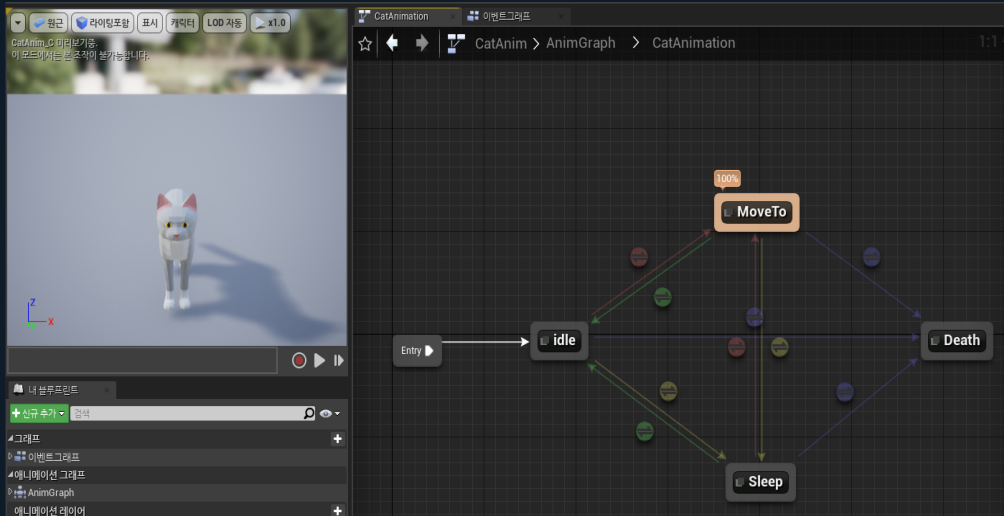 CatAnimation
이벤트그래프
원근
라이팅포함
표시
캐릭터
LOD 자동
x1.0
CatAnim_C 미리보기중.
이 모드에서는 본 조작이 불가능합니다.
CatAnim > AnimGraph > CatAnimation
1:1
100%
MoveTo
Z
X
Entry
idle
Death
Sleep
내 블루프린트
+ 신규 추가
검색
그래프
이벤트그래프
애니메이션 그래프
AnimGraph
애니메이션 레이어